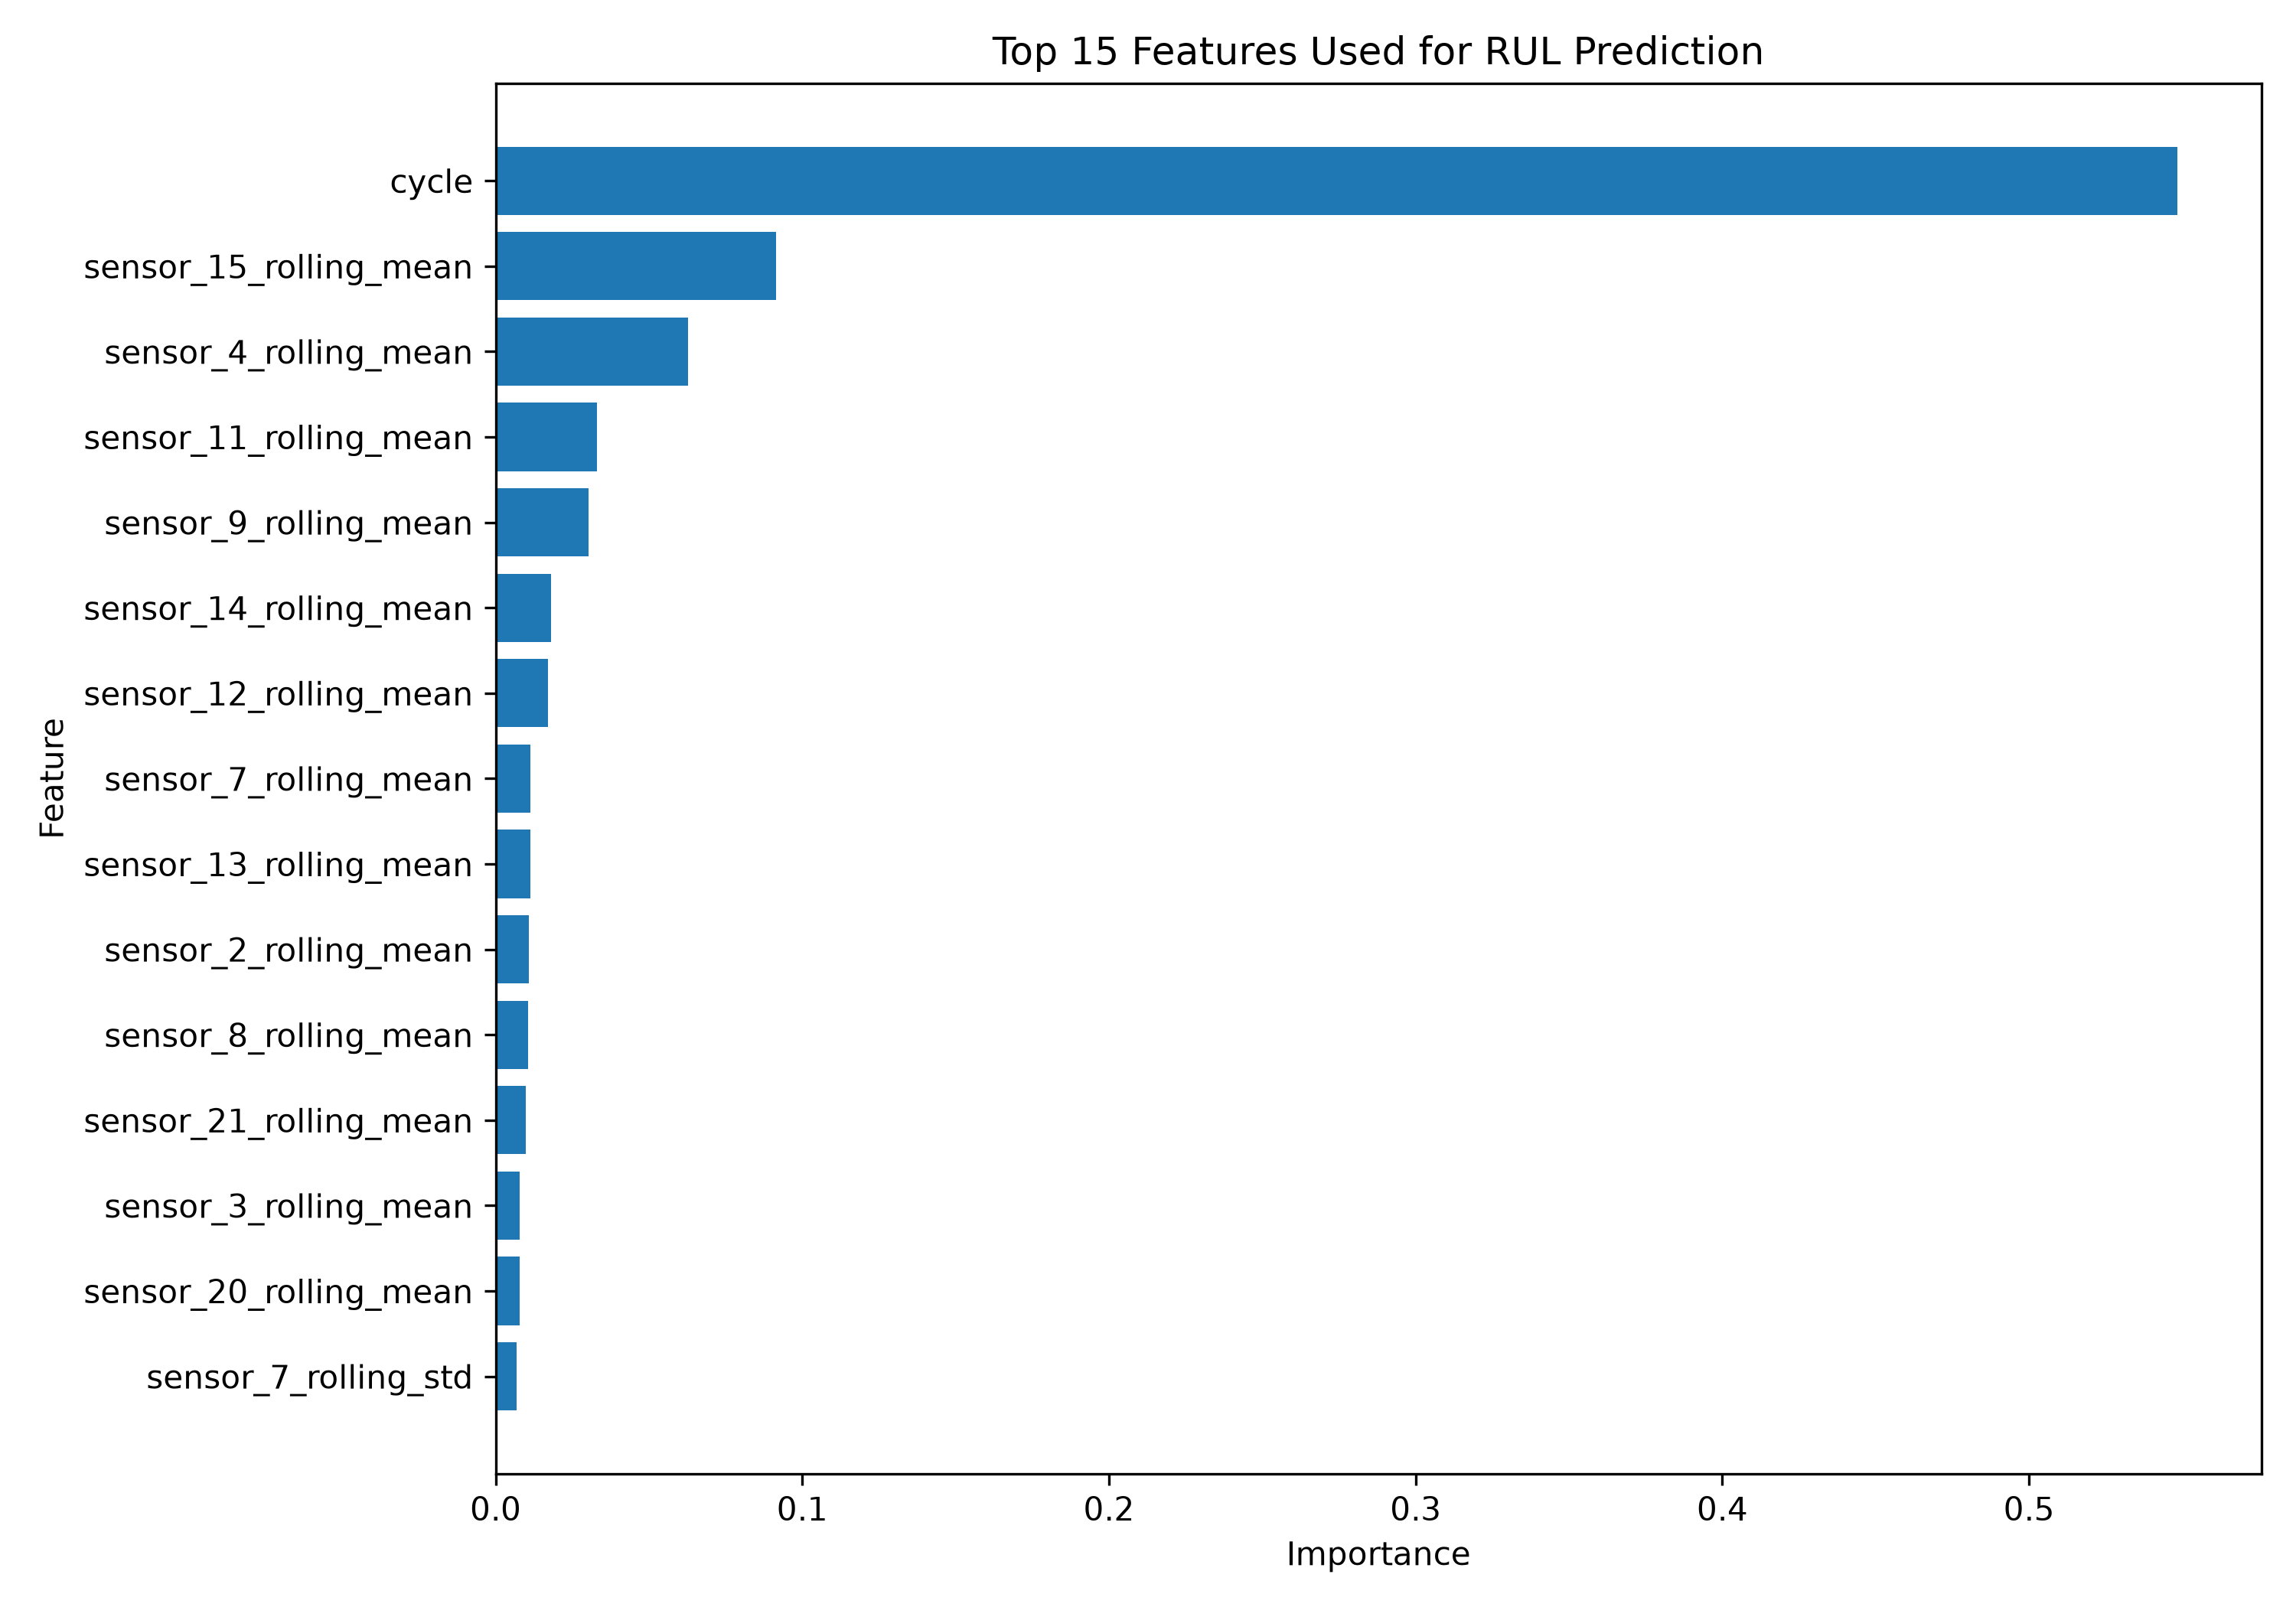 Top 15 Features Used for RUL Prediction
cycle
sensor_15_rolling_mean
sensor_4_rolling_mean
sensor_11_rolling_mean
sensor_9_rolling_mean
sensor_14_rolling_mean
sensor_12_rolling_mean
sensor_7_rolling_mean
sensor_13_rolling_mean
sensor_2_rolling_mean
sensor_8_rolling_mean
sensor_21_rolling_mean
sensor_3_rolling_mean
sensor_20_rolling_mean
sensor_7_rolling_std
Feature
0.0 0.1 0.2 0.3 0.4 0.5
Importance